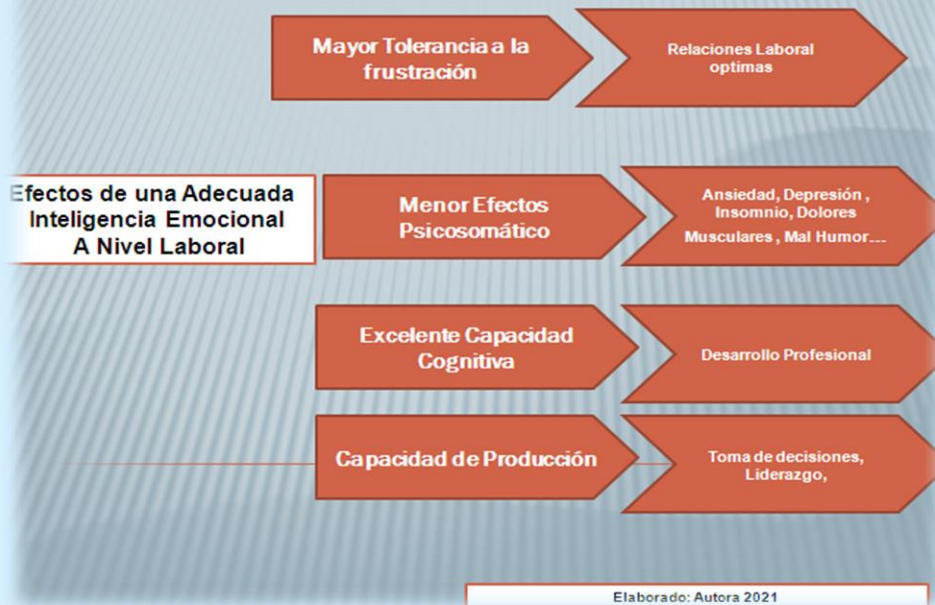 Mayor Tolerancia a la
frustración
Relaciones Laboral
optimas
Efectos de una Adecuada
Inteligencia Emocional
A Nivel Laboral
Menor Efectos
Psicosomático
Ansiedad, Depresión ,
Insomnio, Dolores
Musculares , Mal Humor....
Excelente Capacidad
Cognitiva
Desarrollo Profesional
Capacidad de Producción
Toma de decisiones,
Liderazgo,
Elaborado: Autora 2021